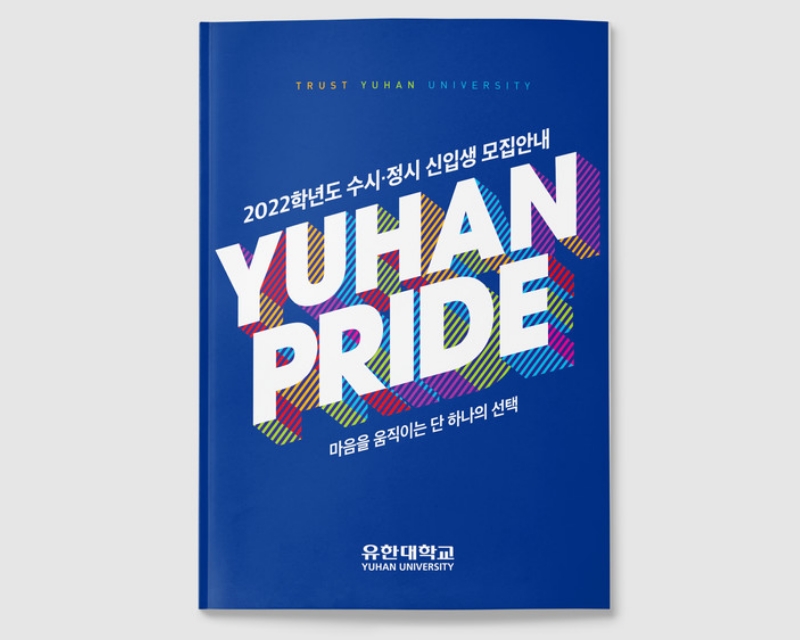 TRUST YUHAN UNIVERSITY
2022학년도 수시·정시 신입생 모집안내
YUHAN
PRIDE
마음을 움직이는 단 하나의 선택
유한대학교
YUHAN UNIVERSITY